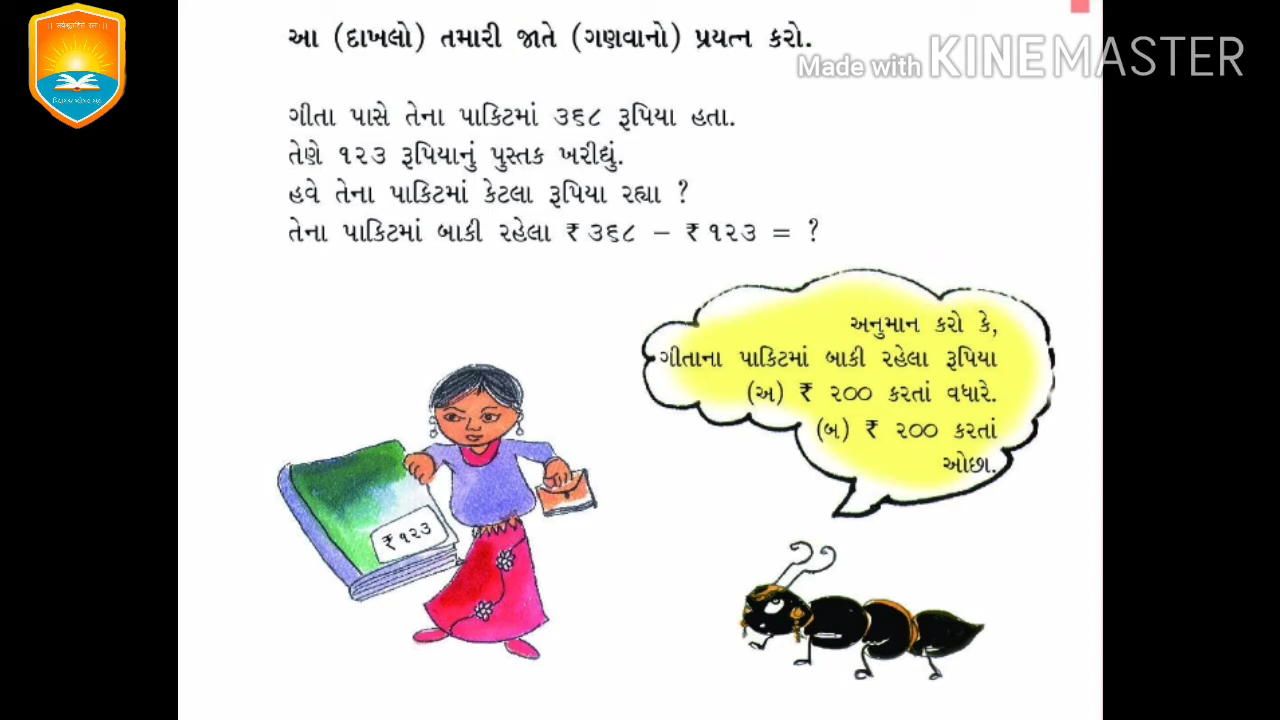 આ (દાખલો) તમારી જાતે (ગણવાનો) પ્રયત્ન કરો.
Made with KINEMASTER
ગીતા પાસે તેના પાકિટમાં ૩૬૮ રૂપિયા હતા.
તેણે ૧૨૩ રૂપિયાનું પુસ્તક ખરીદ્યું.
હવે તેના પાકિટમાં કેટલા રૂપિયા રહ્યા ?
તેના પાકિટમાં બાકી રહેલા ₹ ૩૬૮ – ₹ ૧૨૩ = ?
અનુમાન કરો કે,
ગીતાના પાકિટમાં બાકી રહેલા રૂપિયા
(અ) ₹ ૨૦૦ કરતાં વધારે.
(બ) ₹ ૨૦૦ કરતાં
ઓછા.
₹ ૧૨૩